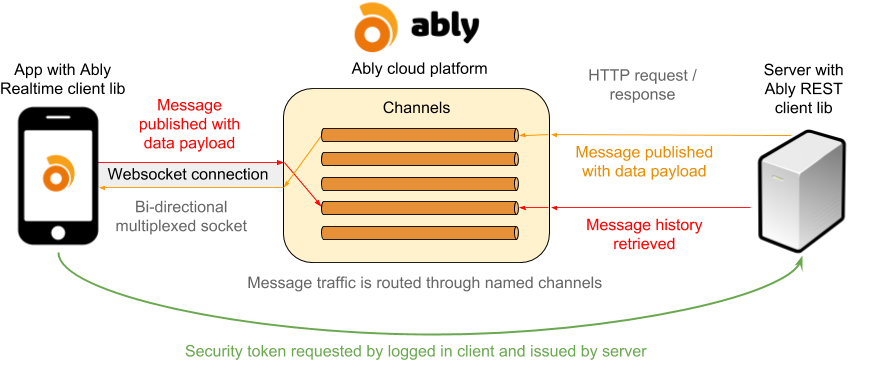 ably
App with Ably
Realtime client lib
Ably cloud platform
HTTP request /
response
Server with
Ably REST
client lib
Message
published with
data payload
Channels
Message published
with data payload
Websocket connection
Bi-directional
multiplexed socket
Message history
retrieved
Message traffic is routed through named channels
Security token requested by logged in client and issued by server